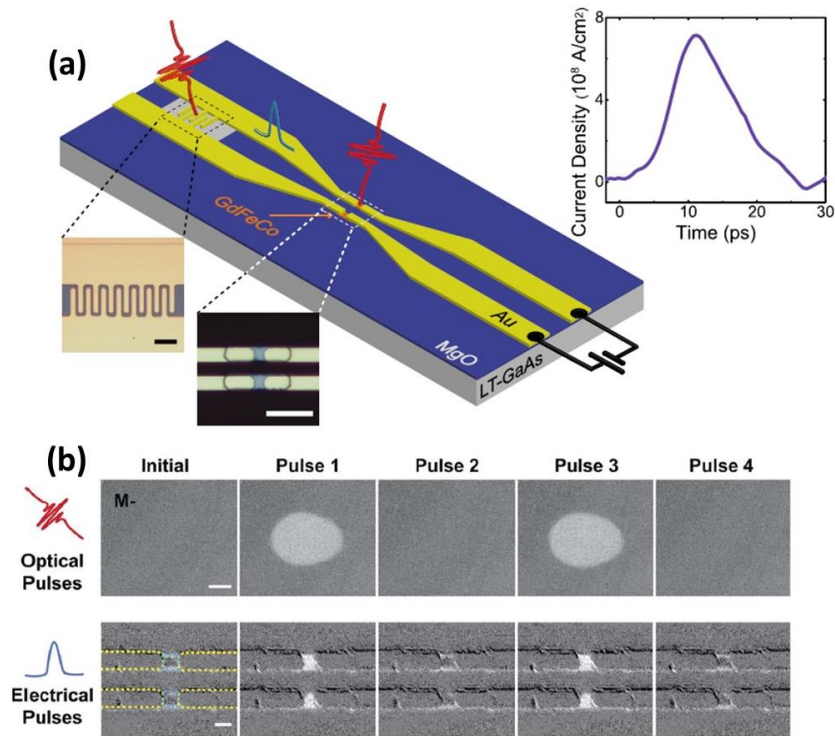 (a)
GdFeCo
Au
MgO
LT-GaAs
Current Density (10⁸ A/cm²)
8
4
0
0
10
20
30
Time (ps)
(b)
Initial
Pulse 1
Pulse 2
Pulse 3
Pulse 4
M-
Optical
Pulses
Electrical
Pulses